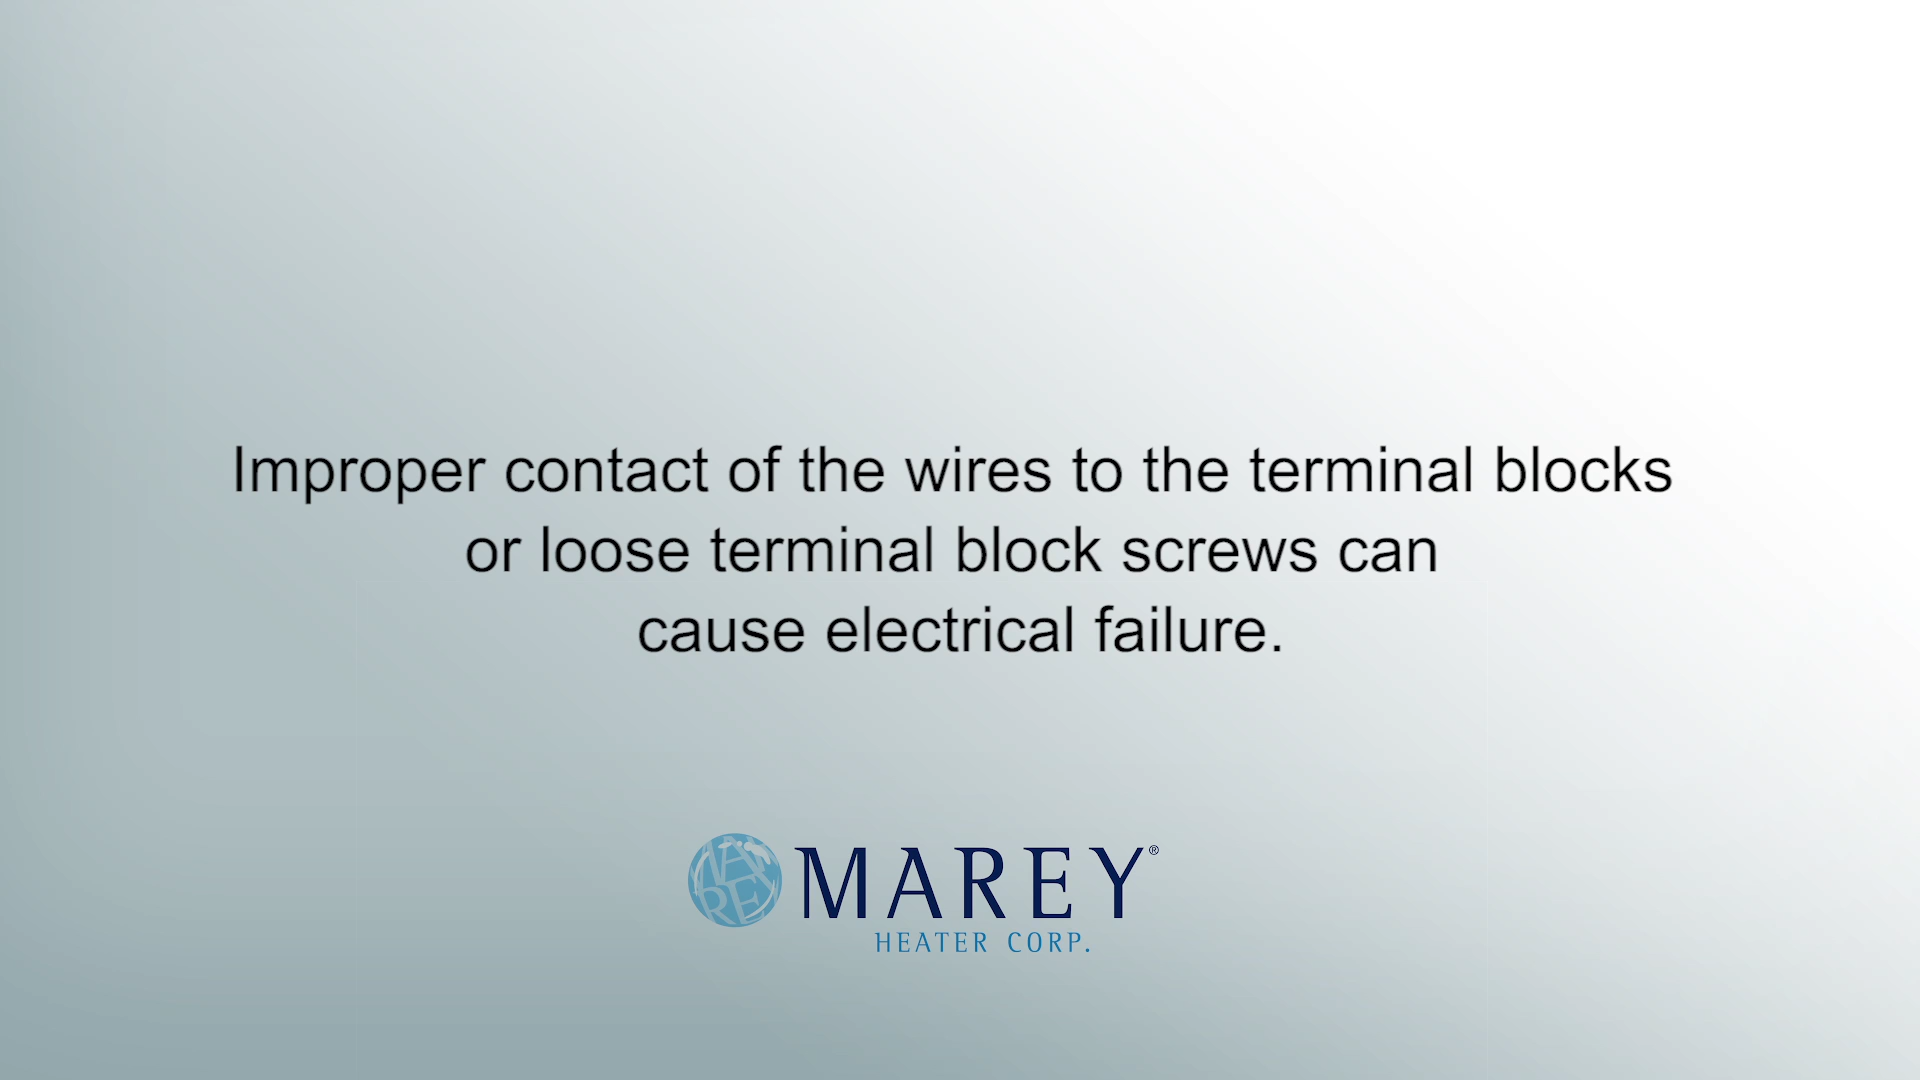 Improper contact of the wires to the terminal blocks
or loose terminal block screws can
cause electrical failure.
MAREY®
HEATER CORP.